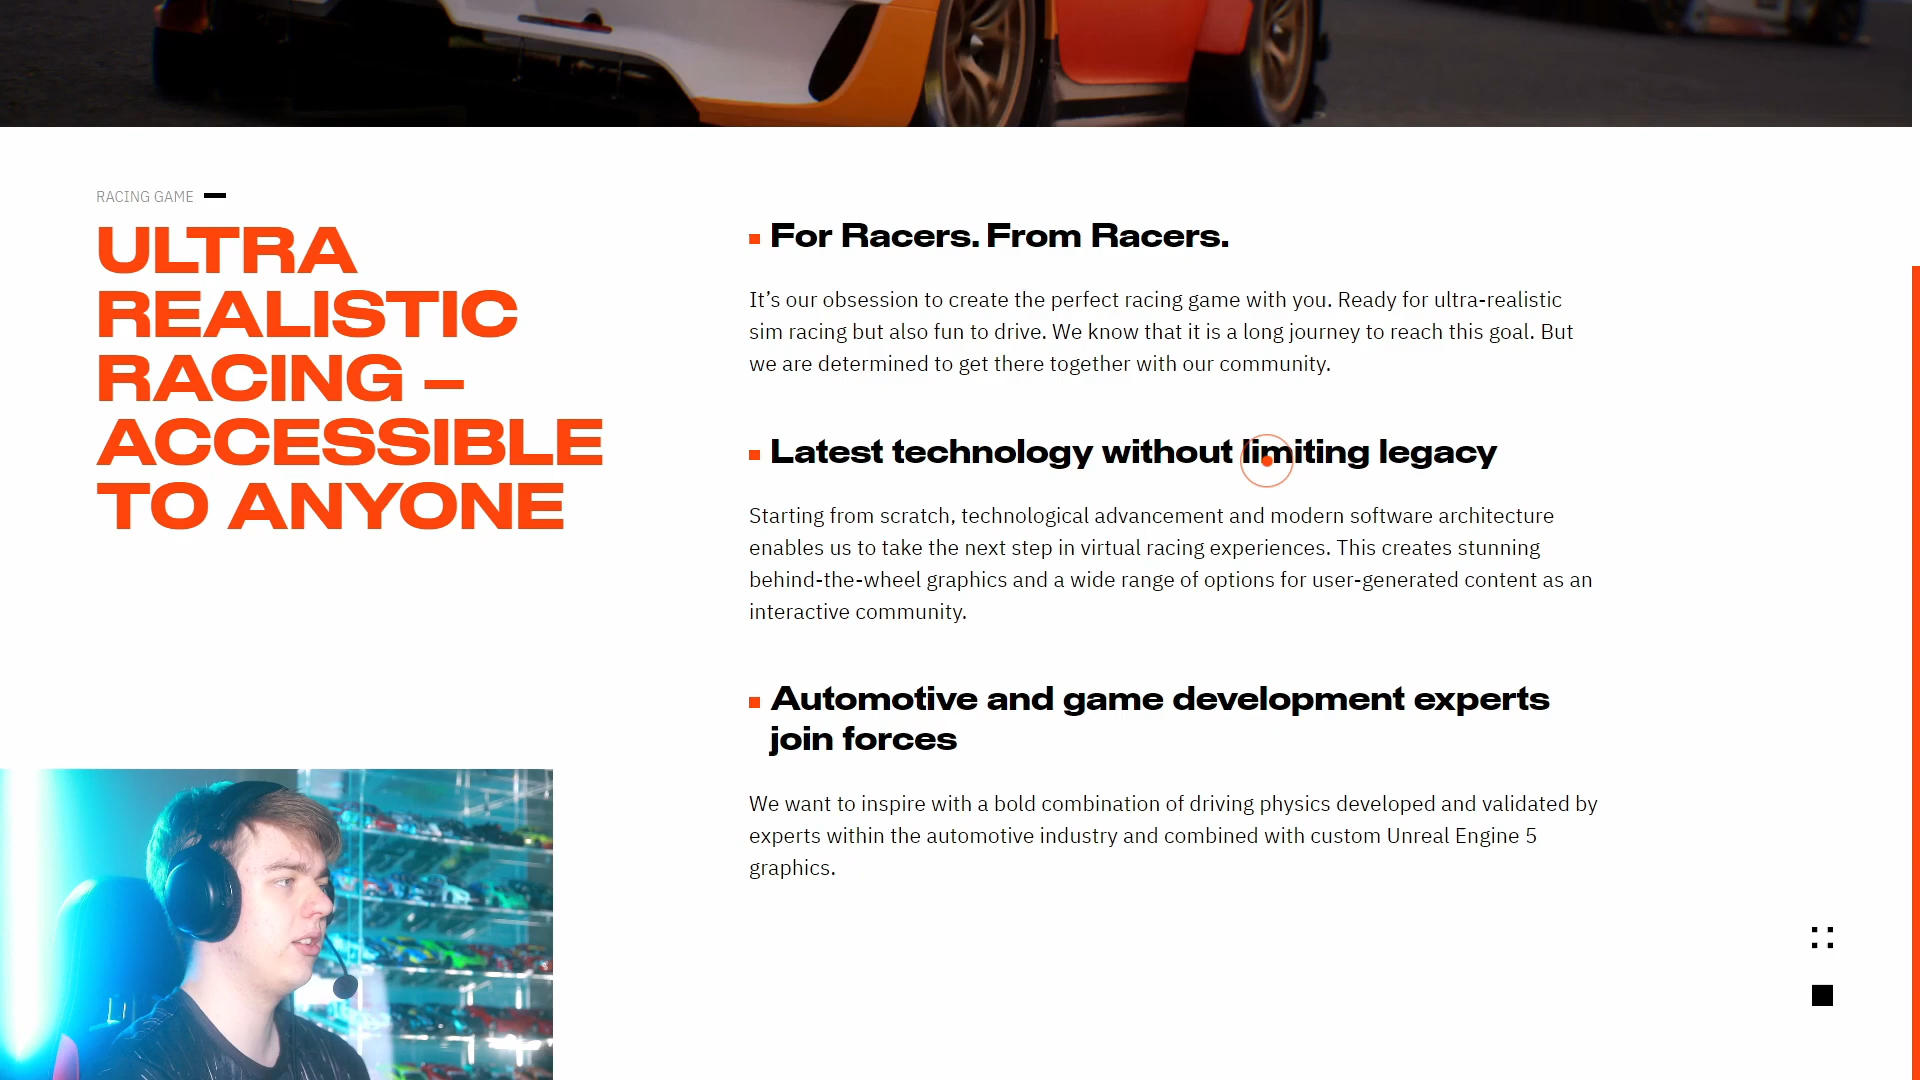 RACING GAME
ULTRA
REALISTIC
RACING –
ACCESSIBLE
TO ANYONE
For Racers. From Racers.
It’s our obsession to create the perfect racing game with you. Ready for ultra-realistic
sim racing but also fun to drive. We know that it is a long journey to reach this goal. But
we are determined to get there together with our community.
Latest technology without limiting legacy
Starting from scratch, technological advancement and modern software architecture
enables us to take the next step in virtual racing experiences. This creates stunning
behind-the-wheel graphics and a wide range of options for user-generated content as an
interactive community.
Automotive and game development experts
join forces
We want to inspire with a bold combination of driving physics developed and validated by
experts within the automotive industry and combined with custom Unreal Engine 5
graphics.